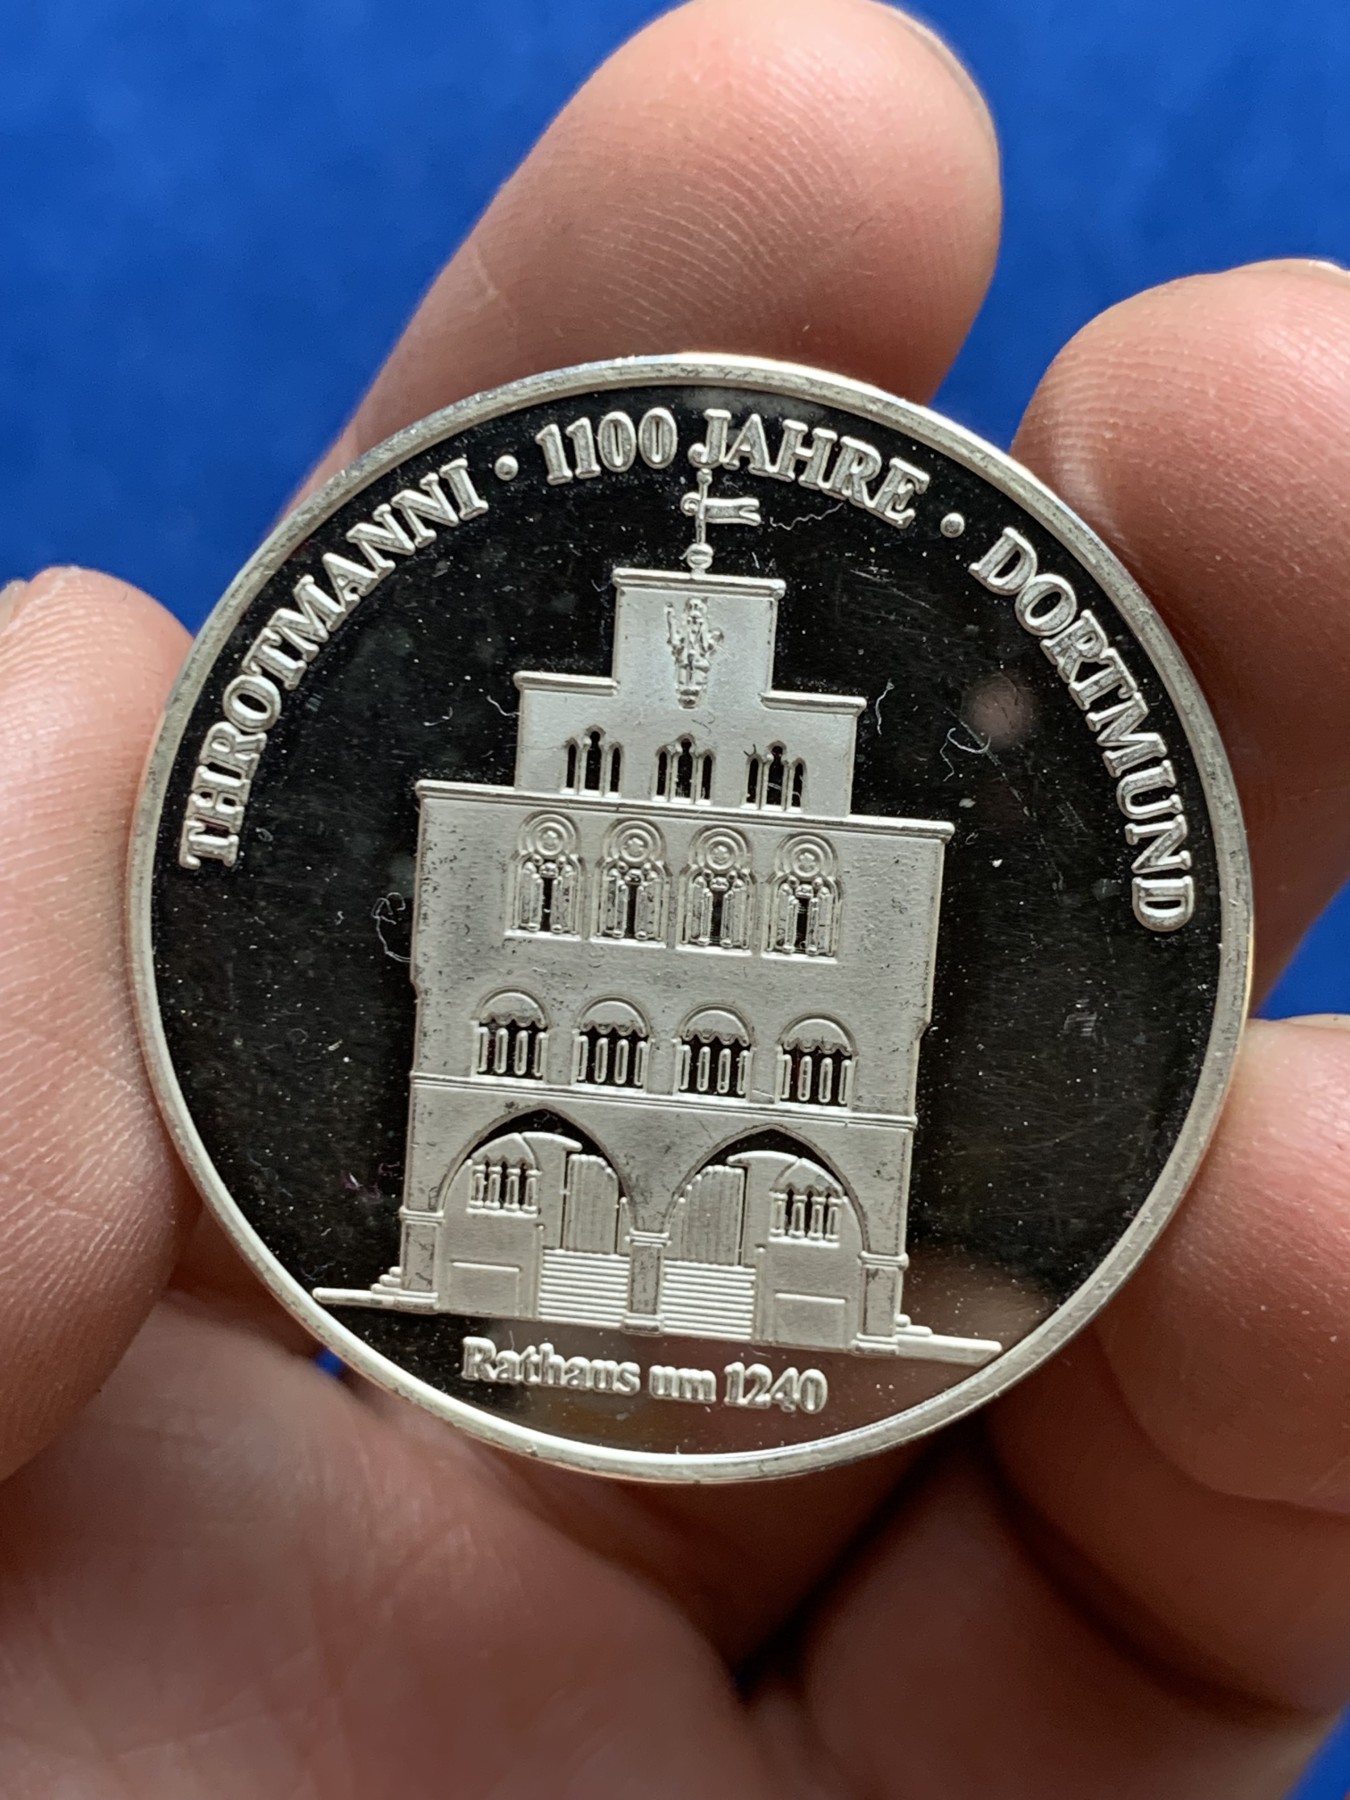 THROTMANNI · 1100 JAHRE · DORTMUND
Rathaus um 1240